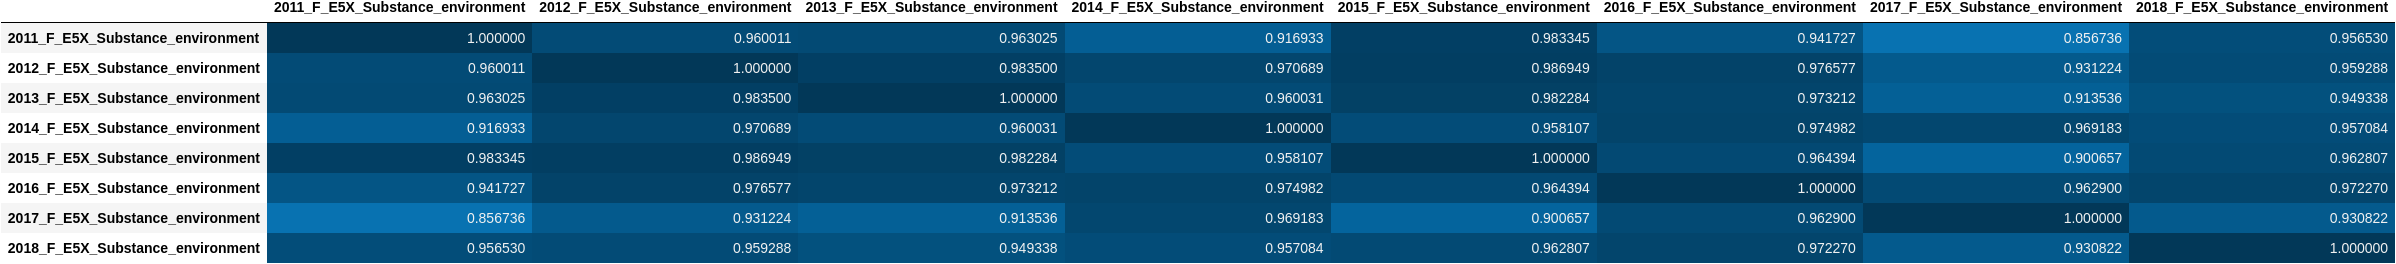 2011_F_E5X_Substance_environment 2012_F_E5X_Substance_environment 2013_F_E5X_Substance_environment 2014_F_E5X_Substance_environment 2015_F_E5X_Substance_environment 2016_F_E5X_Substance_environment 2017_F_E5X_Substance_environment 2018_F_E5X_Substance_environment
2011_F_E5X_Substance_environment 1.000000 0.960011 0.963025 0.916933 0.983345 0.941727 0.856736 0.956530
2012_F_E5X_Substance_environment 0.960011 1.000000 0.983500 0.970689 0.986949 0.976577 0.931224 0.959288
2013_F_E5X_Substance_environment 0.963025 0.983500 1.000000 0.960031 0.982284 0.973212 0.913536 0.949338
2014_F_E5X_Substance_environment 0.916933 0.970689 0.960031 1.000000 0.958107 0.974982 0.969183 0.957084
2015_F_E5X_Substance_environment 0.983345 0.986949 0.982284 0.958107 1.000000 0.964394 0.900657 0.962807
2016_F_E5X_Substance_environment 0.941727 0.976577 0.973212 0.974982 0.964394 1.000000 0.962900 0.972270
2017_F_E5X_Substance_environment 0.856736 0.931224 0.913536 0.969183 0.900657 0.962900 1.000000 0.930822
2018_F_E5X_Substance_environment 0.956530 0.959288 0.949338 0.957084 0.962807 0.972270 0.930822 1.000000